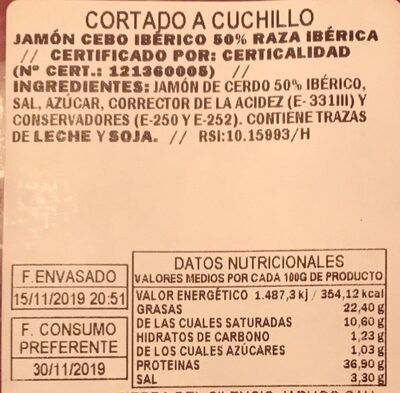 CORTADO A CUCHILLO
JAMÓN CEBO IBÉRICO 50% RAZA IBÉRICA
// CERTIFICADO POR: CERTICALIDAD
(Nº CERT.: 121360005) //
INGREDIENTES: JAMÓN DE CERDO 50% IBÉRICO,
SAL, AZÚCAR, CORRECTOR DE LA ACIDEZ (E-331III) Y
CONSERVADORES (E-250 Y E-252). CONTIENE TRAZAS
DE LECHE Y SOJA. // RSI:10.15993/H
F.ENVASADO
15/11/2019 20:51
F. CONSUMO
PREFERENTE
30/11/2019
DATOS NUTRICIONALES
VALORES MEDIOS POR CADA 100G DE PRODUCTO
VALOR ENERGÉTICO 1.487,3 kj / 354,12 kcal
GRASAS 22,40 g
DE LAS CUALES SATURADAS 10,60 g
HIDRATOS DE CARBONO 1,23 g
DE LOS CUALES AZÚCARES 1,03 g
PROTEINAS 36,90 g
SAL 3,30 g